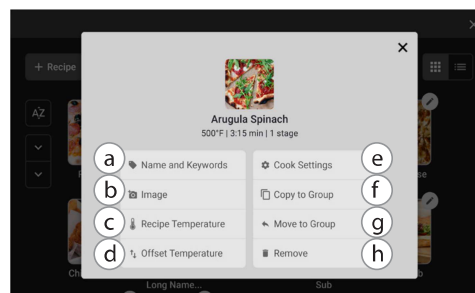 + Recipe
AZ
Arugula Spinach
500°F | 3:15 min | 1 stage
a Name and Keywords
b Image
c Recipe Temperature
d Offset Temperature
e Cook Settings
f Copy to Group
g Move to Group
h Remove
Long Name...
Sub